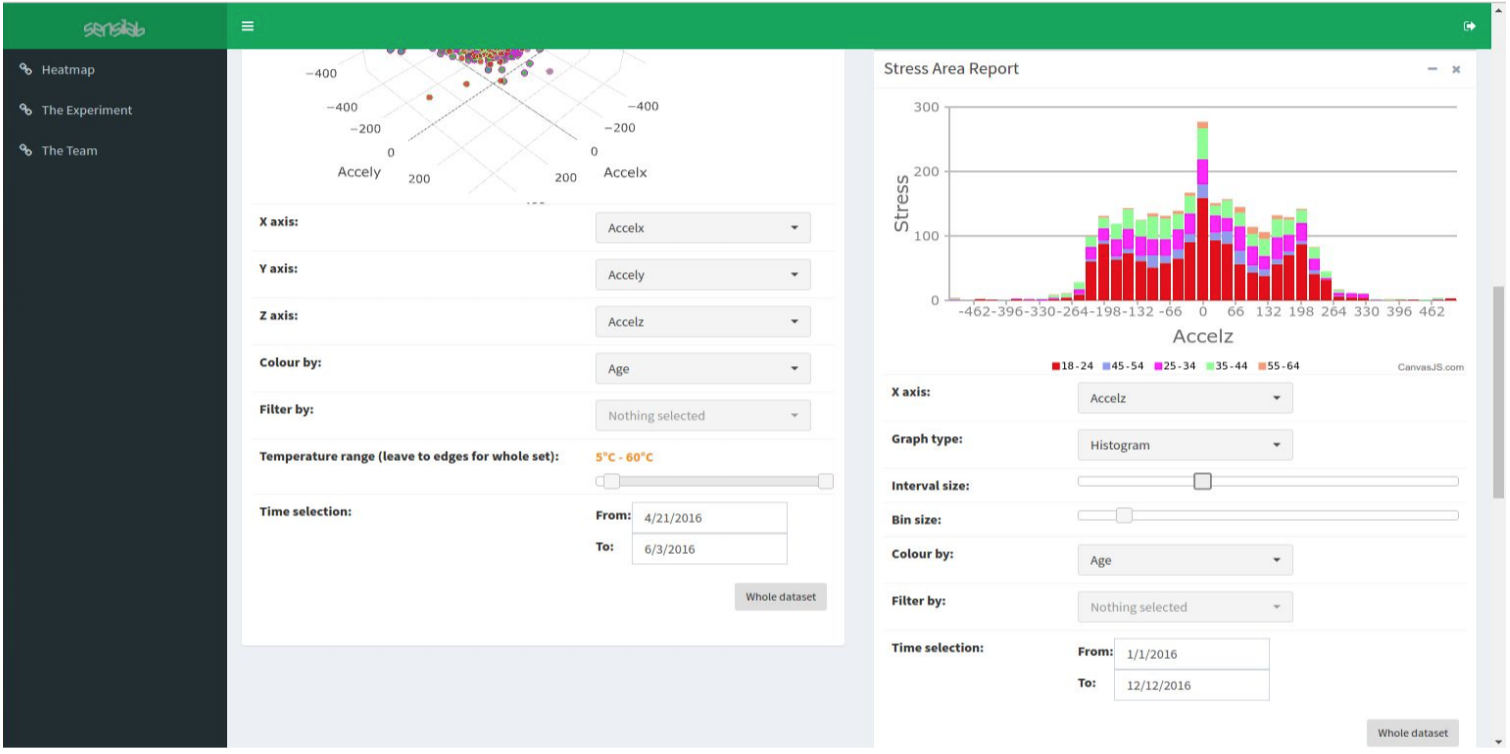 sensilab
Heatmap
The Experiment
The Team
−400
−400
−400
−200
−200
0
0
Accely
200
200
Accelx
X axis:
Accelx
Y axis:
Accely
Z axis:
Accelz
Colour by:
Age
Filter by:
Nothing selected
Temperature range (leave to edges for whole set):
5°C - 60°C
Time selection:
From:
4/21/2016
To:
6/3/2016
Whole dataset
Stress Area Report
300
200
100
0
Stress
-462 -396 -330 -264 -198 -132 -66 0 66 132 198 264 330 396 462
Accelz
18-24 45-54 25-34 35-44 55-64
CanvasJS.com
X axis:
Accelz
Graph type:
Histogram
Interval size:
Bin size:
Colour by:
Age
Filter by:
Nothing selected
Time selection:
From:
1/1/2016
To:
12/12/2016
Whole dataset